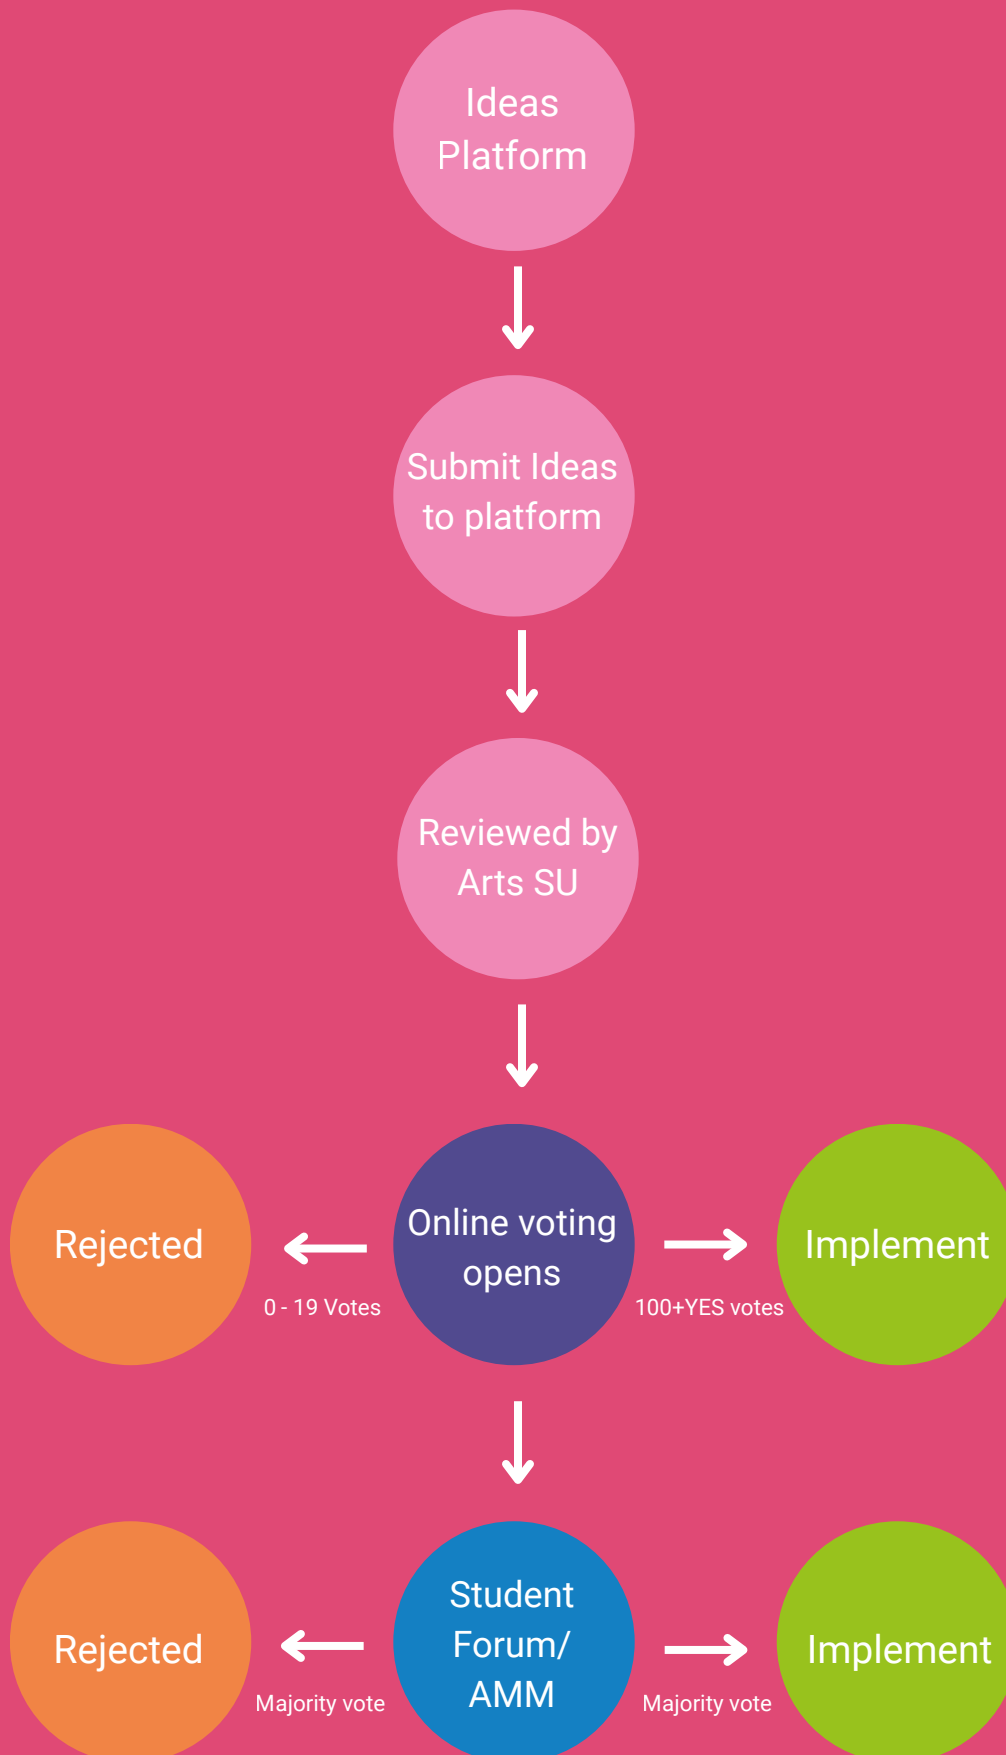 Ideas
Platform
Submit Ideas
to platform
Reviewed by
Arts SU
Rejected
0 - 19 Votes
Online voting
opens
100+YES votes
Implement
Rejected
Majority vote
Student
Forum/
AMM
Majority vote
Implement